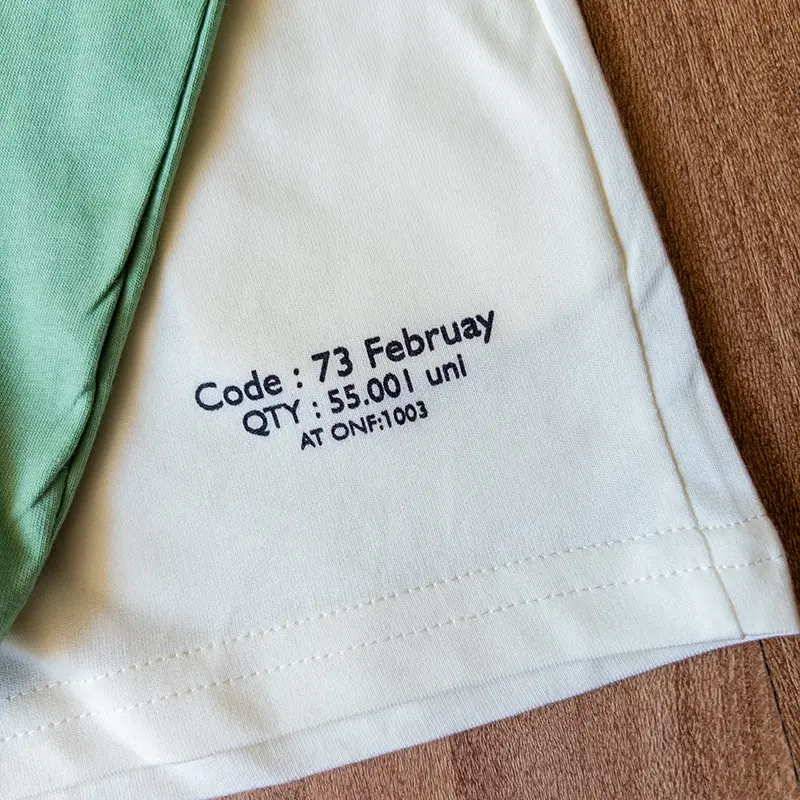 Code : 73 Februay
QTY : 55.001 uni
AT ONF:1003